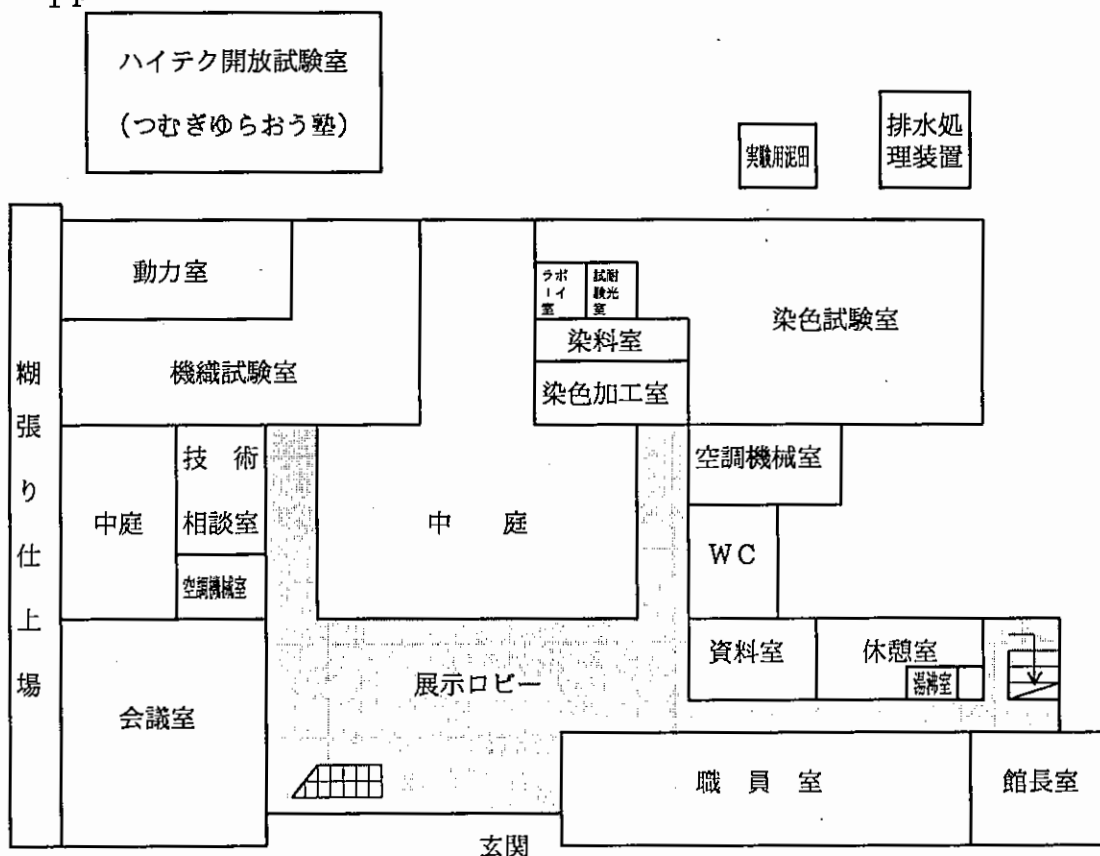 ハイテク開放試験室
(つむぎゆらおう塾)
実験用泥田
排水処
理装置
動力室
ラボ
ーイ
室
試耐
験光
室
染色試験室
染料室
機織試験室
染色加工室
糊張り仕上場
技術
相談室
空調機械室
中庭
中庭
空調機械室
WC
資料室
休憩室
湯沸室
展示ロビー
会議室
職員室
館長室
玄関